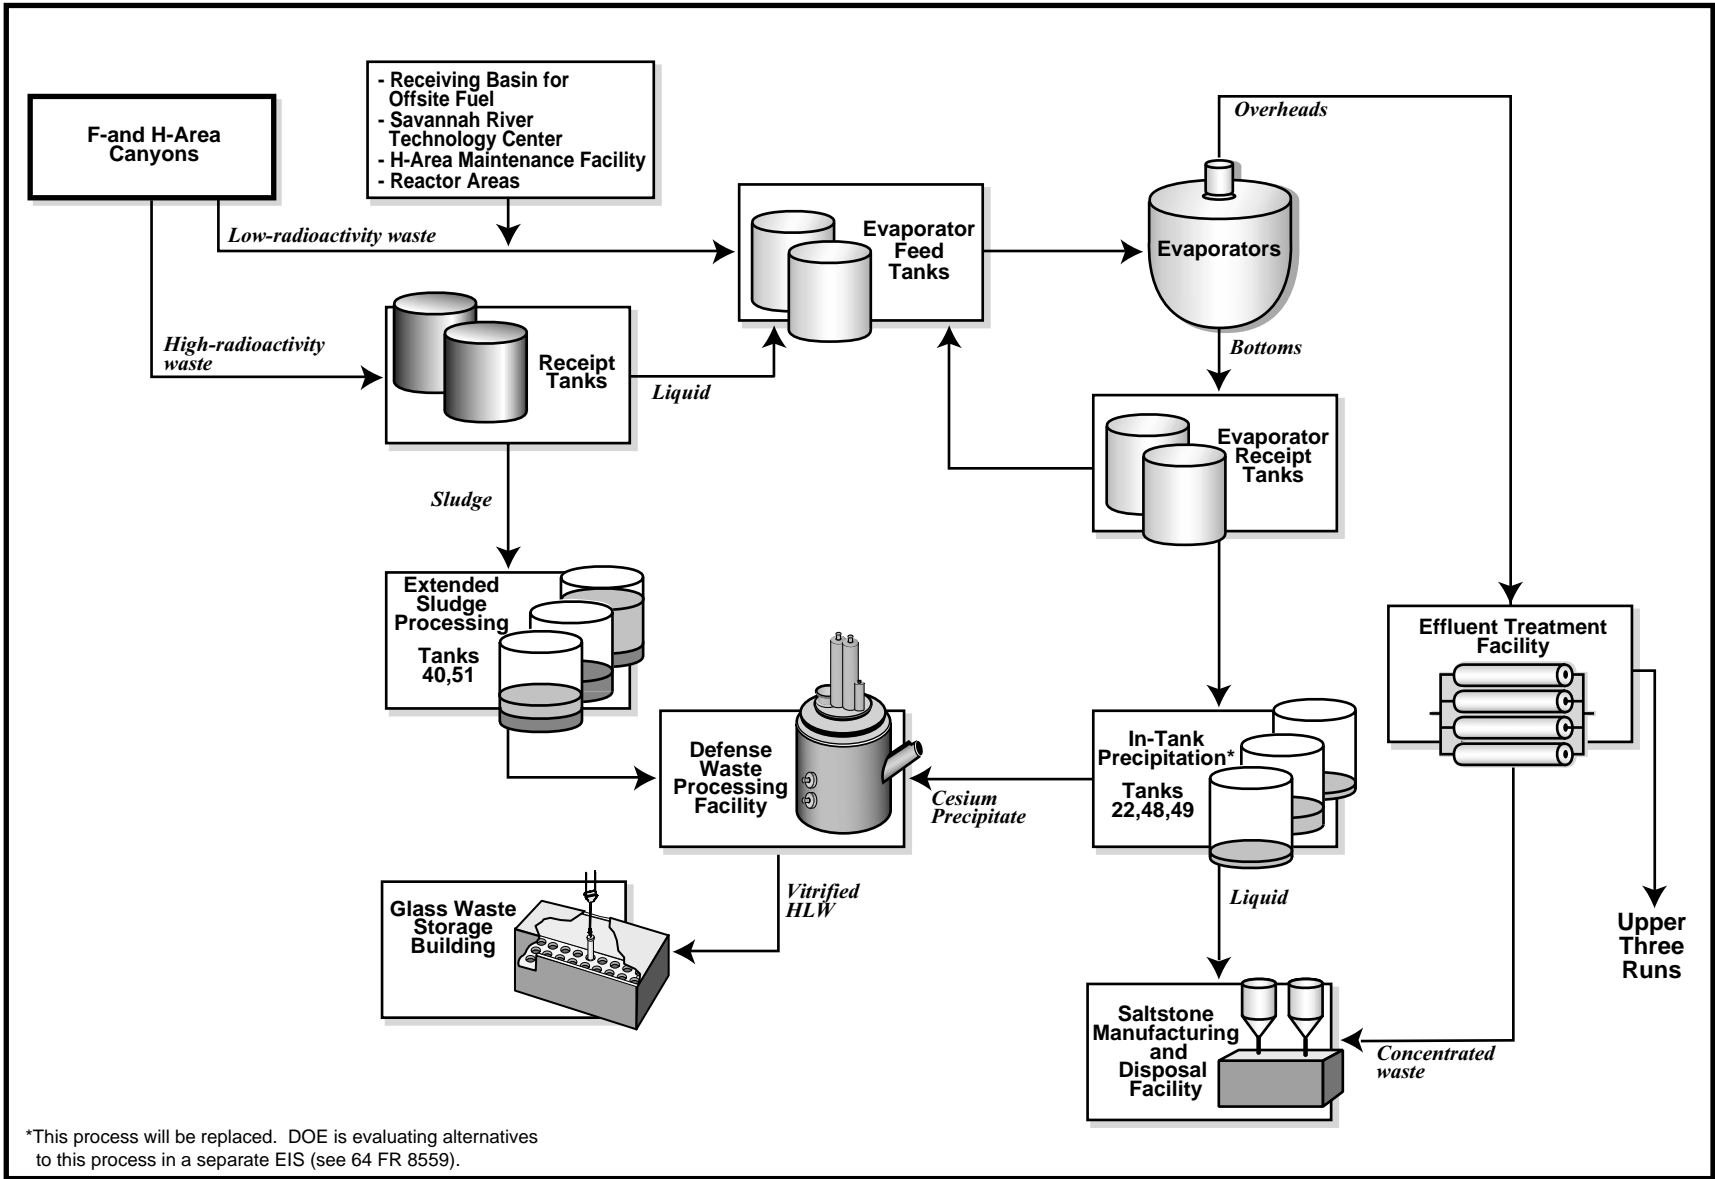 F-and H-Area
Canyons
- Receiving Basin for
Offsite Fuel
- Savannah River
Technology Center
- H-Area Maintenance Facility
- Reactor Areas
Overheads
Low-radioactivity waste
Evaporator
Feed
Tanks
Evaporators
High-radioactivity
waste
Receipt
Tanks
Liquid
Bottoms
Evaporator
Receipt
Tanks
Sludge
Extended
Sludge
Processing
Tanks
40,51
Effluent Treatment
Facility
Defense
Waste
Processing
Facility
In-Tank
Precipitation*
Tanks
22,48,49
Cesium
Precipitate
Vitrified
HLW
Liquid
Glass Waste
Storage
Building
Upper
Three
Runs
Saltstone
Manufacturing
and
Disposal
Facility
Concentrated
waste
*This process will be replaced.  DOE is evaluating alternatives
to this process in a separate EIS (see 64 FR 8559).